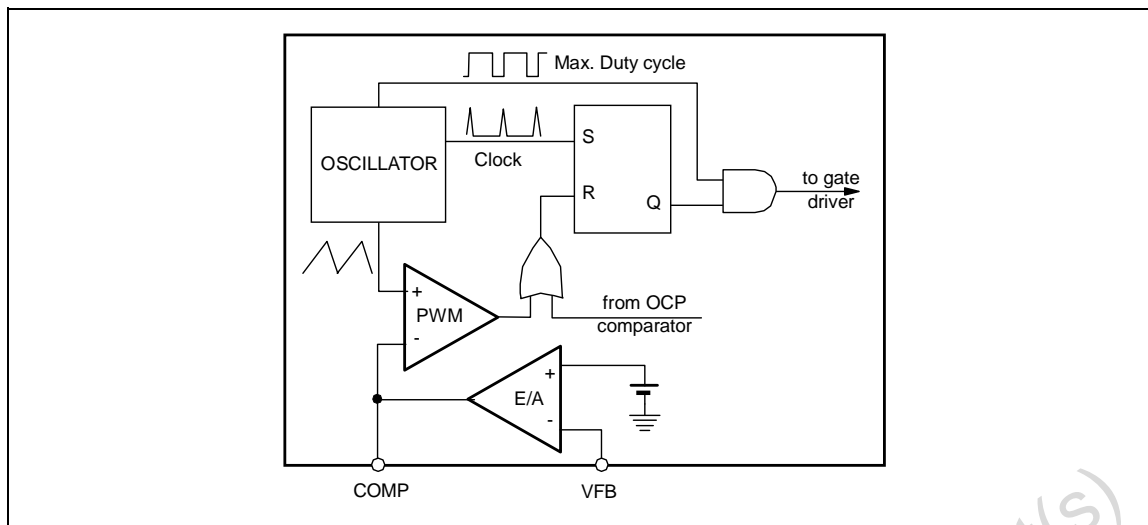 Max. Duty cycle
OSCILLATOR
Clock
S
R
Q
to gate
driver
+
PWM
-
from OCP
comparator
+
E/A
-
COMP
VFB
t(s)